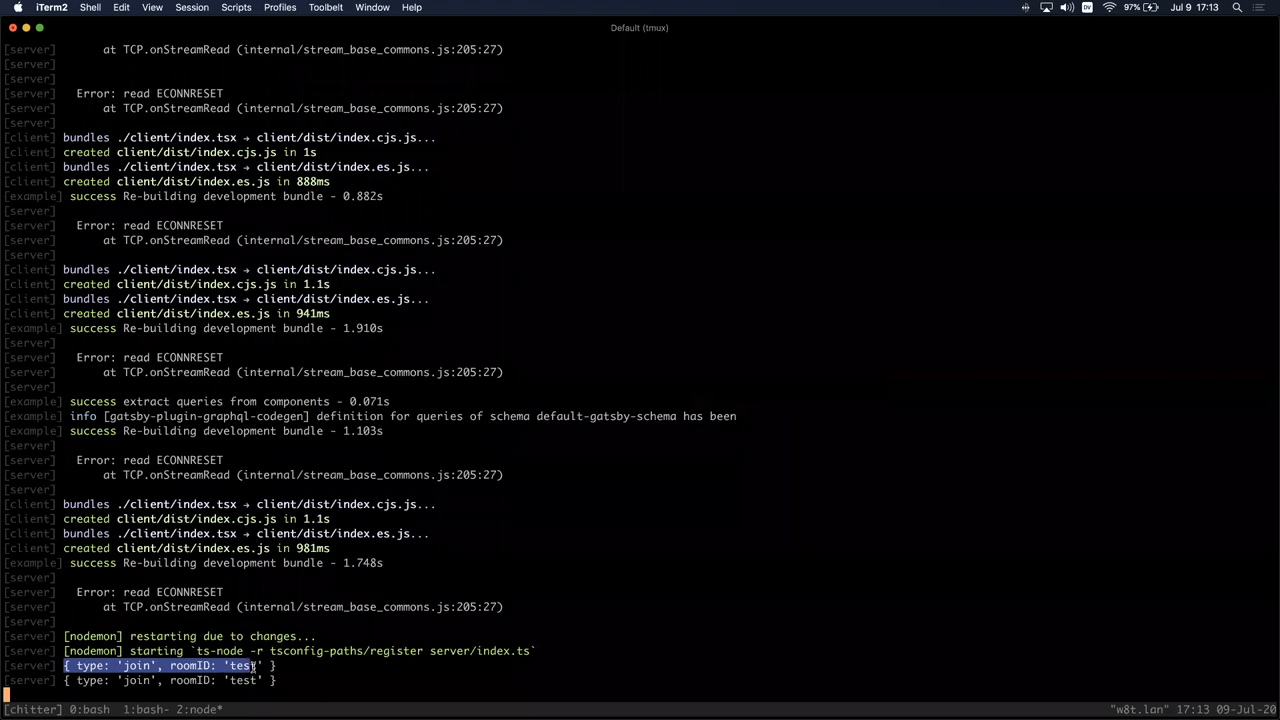 iTerm2 Shell Edit View Session Scripts Profiles Toolbelt Window Help 97% Jul 9 17:13
Default (tmux)
[server] at TCP.onStreamRead (internal/stream_base_commons.js:205:27)
[server]
[server]
[server] Error: read ECONNRESET
[server] at TCP.onStreamRead (internal/stream_base_commons.js:205:27)
[server]
[client] bundles ./client/index.tsx → client/dist/index.cjs.js...
[client] created client/dist/index.cjs.js in 1s
[client] bundles ./client/index.tsx → client/dist/index.es.js...
[client] created client/dist/index.es.js in 888ms
[example] success Re-building development bundle - 0.882s
[server]
[server] Error: read ECONNRESET
[server] at TCP.onStreamRead (internal/stream_base_commons.js:205:27)
[server]
[client] bundles ./client/index.tsx → client/dist/index.cjs.js...
[client] created client/dist/index.cjs.js in 1.1s
[client] bundles ./client/index.tsx → client/dist/index.es.js...
[client] created client/dist/index.es.js in 941ms
[example] success Re-building development bundle - 1.910s
[server]
[server] Error: read ECONNRESET
[server] at TCP.onStreamRead (internal/stream_base_commons.js:205:27)
[server]
[example] success extract queries from components - 0.071s
[example] info [gatsby-plugin-graphql-codegen] definition for queries of schema default-gatsby-schema has been
[example] success Re-building development bundle - 1.103s
[server]
[server] Error: read ECONNRESET
[server] at TCP.onStreamRead (internal/stream_base_commons.js:205:27)
[server]
[client] bundles ./client/index.tsx → client/dist/index.cjs.js...
[client] created client/dist/index.cjs.js in 1.1s
[client] bundles ./client/index.tsx → client/dist/index.es.js...
[client] created client/dist/index.es.js in 981ms
[example] success Re-building development bundle - 1.748s
[server]
[server] Error: read ECONNRESET
[server] at TCP.onStreamRead (internal/stream_base_commons.js:205:27)
[server]
[server] [nodemon] restarting due to changes...
[server] [nodemon] starting `ts-node -r tsconfig-paths/register server/index.ts`
[server] { type: 'join', roomID: 'test' }
[server] { type: 'join', roomID: 'test' }
[chitter] 0:bash 1:bash- 2:node* "w8t.lan" 17:13 09-Jul-20